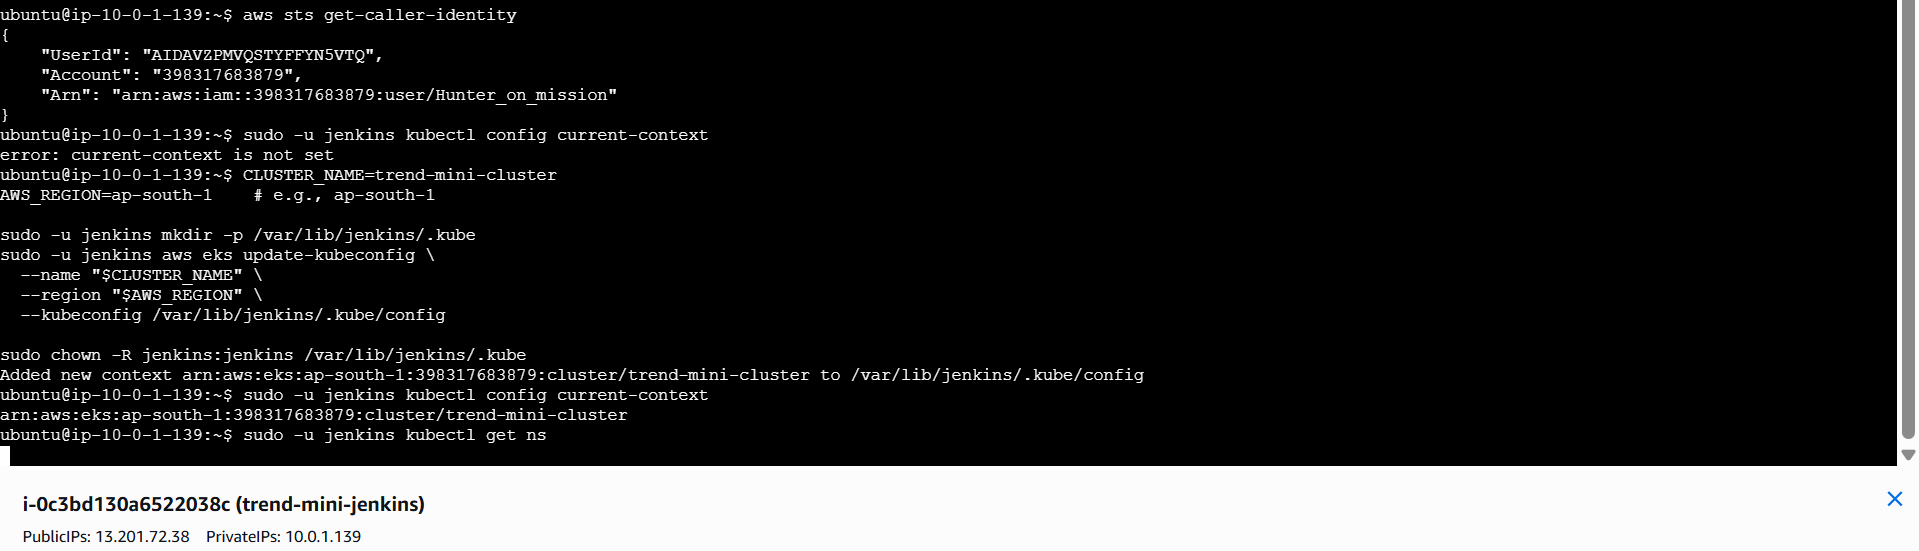 ubuntu@ip-10-0-1-139:~$ aws sts get-caller-identity
{
    "UserId": "AIDAVZPMVQSTYFFYN5VTQ",
    "Account": "398317683879",
    "Arn": "arn:aws:iam::398317683879:user/Hunter_on_mission"
}
ubuntu@ip-10-0-1-139:~$ sudo -u jenkins kubectl config current-context
error: current-context is not set
ubuntu@ip-10-0-1-139:~$ CLUSTER_NAME=trend-mini-cluster
AWS_REGION=ap-south-1    # e.g., ap-south-1

sudo -u jenkins mkdir -p /var/lib/jenkins/.kube
sudo -u jenkins aws eks update-kubeconfig \
  --name "$CLUSTER_NAME" \
  --region "$AWS_REGION" \
  --kubeconfig /var/lib/jenkins/.kube/config

sudo chown -R jenkins:jenkins /var/lib/jenkins/.kube
Added new context arn:aws:eks:ap-south-1:398317683879:cluster/trend-mini-cluster to /var/lib/jenkins/.kube/config
ubuntu@ip-10-0-1-139:~$ sudo -u jenkins kubectl config current-context
arn:aws:eks:ap-south-1:398317683879:cluster/trend-mini-cluster
ubuntu@ip-10-0-1-139:~$ sudo -u jenkins kubectl get ns
i-0c3bd130a6522038c (trend-mini-jenkins)
PublicIPs: 13.201.72.38    PrivateIPs: 10.0.1.139